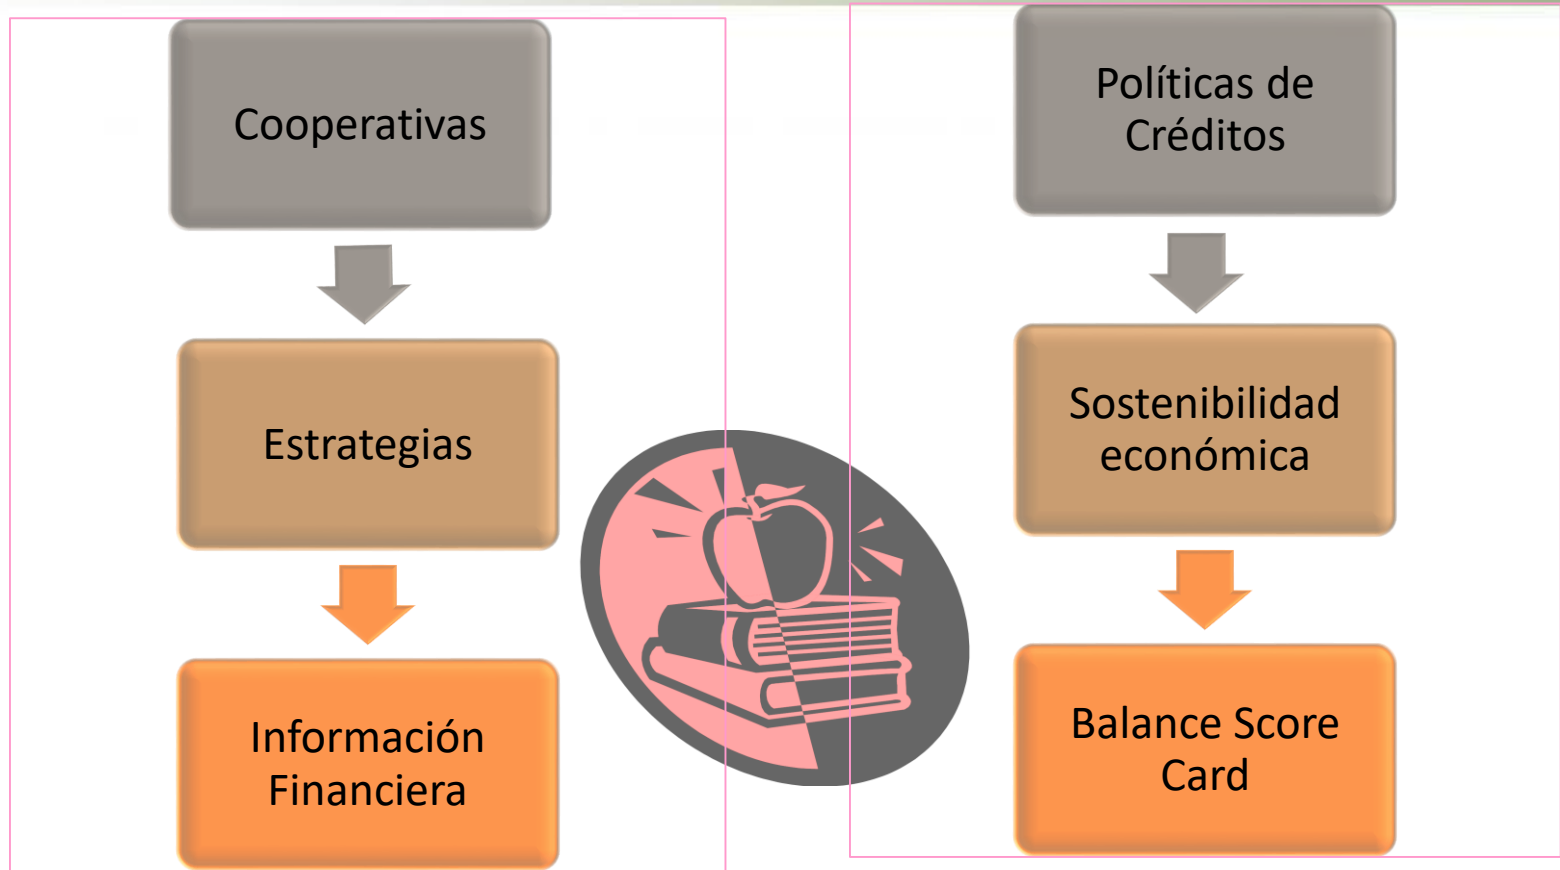 Cooperativas
Estrategias
Información
Financiera
Políticas de
Créditos
Sostenibilidad
económica
Balance Score
Card